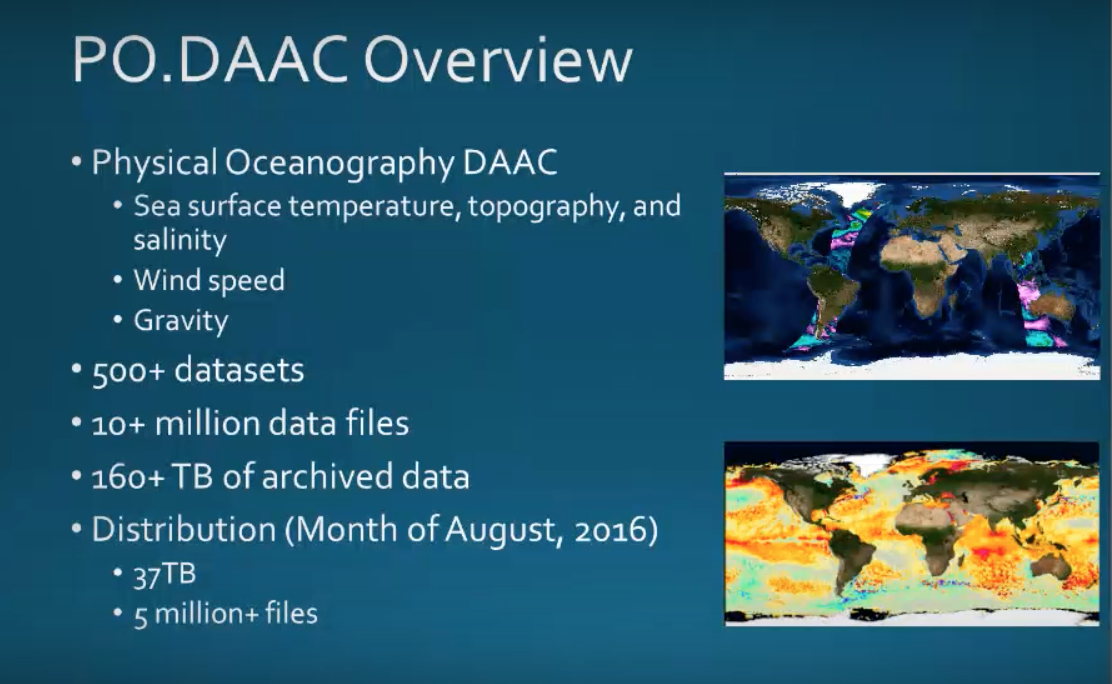 PO.DAAC Overview
• Physical Oceanography DAAC
• Sea surface temperature, topography, and
salinity
• Wind speed
• Gravity
• 500+ datasets
• 10+ million data files
• 160+ TB of archived data
• Distribution (Month of August, 2016)
• 37TB
• 5 million+ files